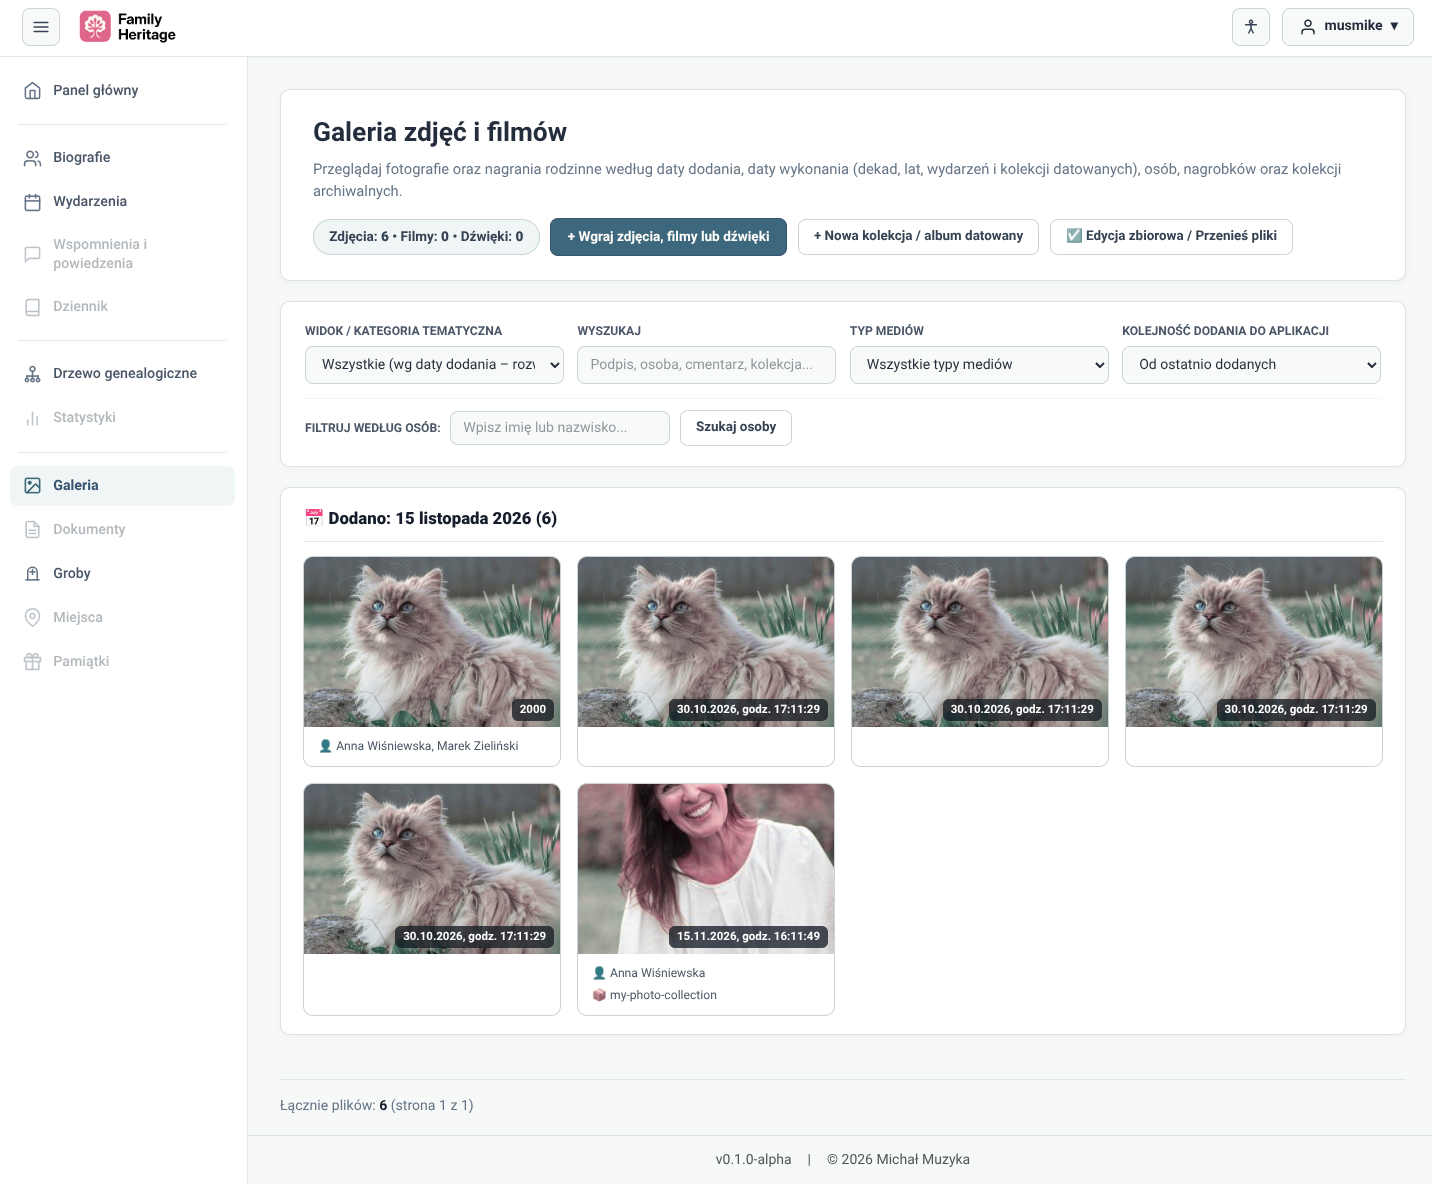 Family
Heritage
musmike ▼
Panel główny
Biografie
Wydarzenia
Wspomnienia i
powiedzenia
Dziennik
Drzewo genealogiczne
Statystyki
Galeria
Dokumenty
Groby
Miejsca
Pamiątki
Galeria zdjęć i filmów
Przeglądaj fotografie oraz nagrania rodzinne według daty dodania, daty wykonania (dekad, lat, wydarzeń i kolekcji datowanych), osób, nagrobków oraz kolekcji
archiwalnych.
Zdjęcia: 6 • Filmy: 0 • Dźwięki: 0
+ Wgraj zdjęcia, filmy lub dźwięki
+ Nowa kolekcja / album datowany
☑️ Edycja zbiorowa / Przenieś pliki
WIDOK / KATEGORIA TEMATYCZNA
WYSZUKAJ
TYP MEDIÓW
KOLEJNOŚĆ DODANIA DO APLIKACJI
Wszystkie (wg daty dodania – rozw
Podpis, osoba, cmentarz, kolekcja...
Wszystkie typy mediów
Od ostatnio dodanych
FILTRUJ WEDŁUG OSÓB:
Wpisz imię lub nazwisko...
Szukaj osoby
📅 Dodano: 15 listopada 2026 (6)
2000
30.10.2026, godz. 17:11:29
30.10.2026, godz. 17:11:29
30.10.2026, godz. 17:11:29
👤 Anna Wiśniewska, Marek Zieliński
30.10.2026, godz. 17:11:29
15.11.2026, godz. 16:11:49
👤 Anna Wiśniewska
📦 my-photo-collection
Łącznie plików: 6 (strona 1 z 1)
v0.1.0-alpha | © 2026 Michał Muzyka